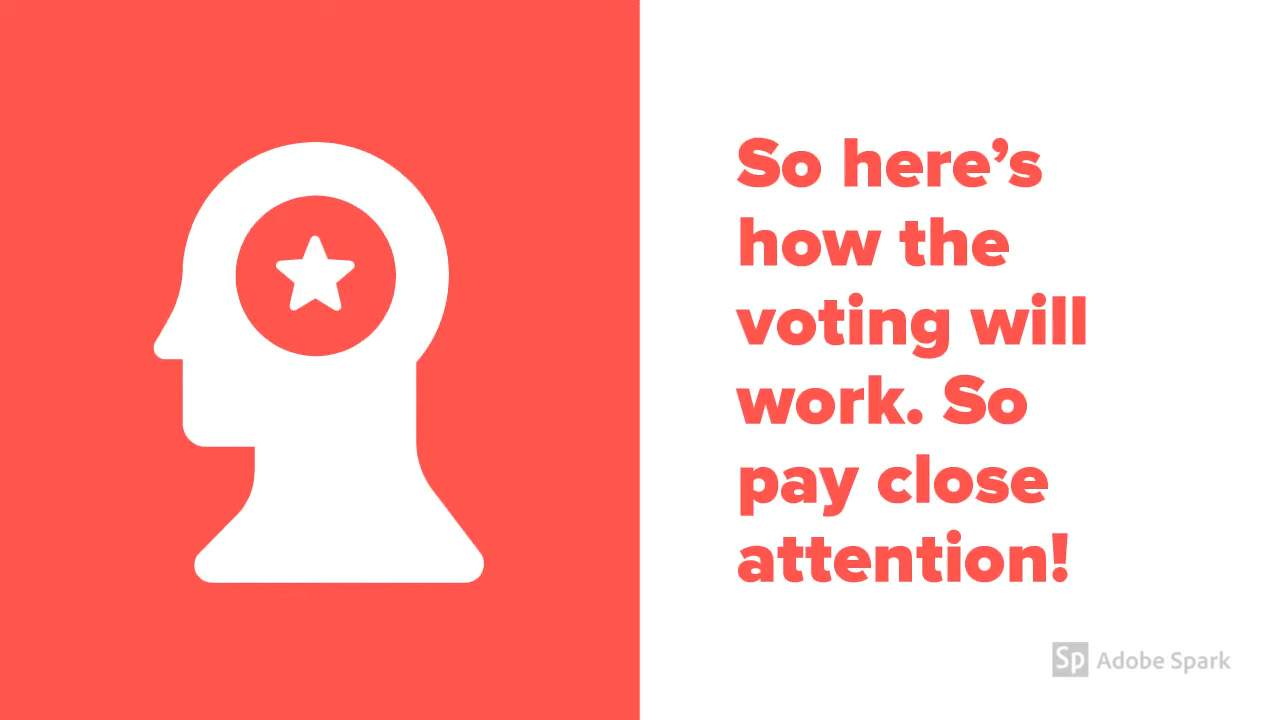 So here’s
how the
voting will
work. So
pay close
attention!
Sp Adobe Spark